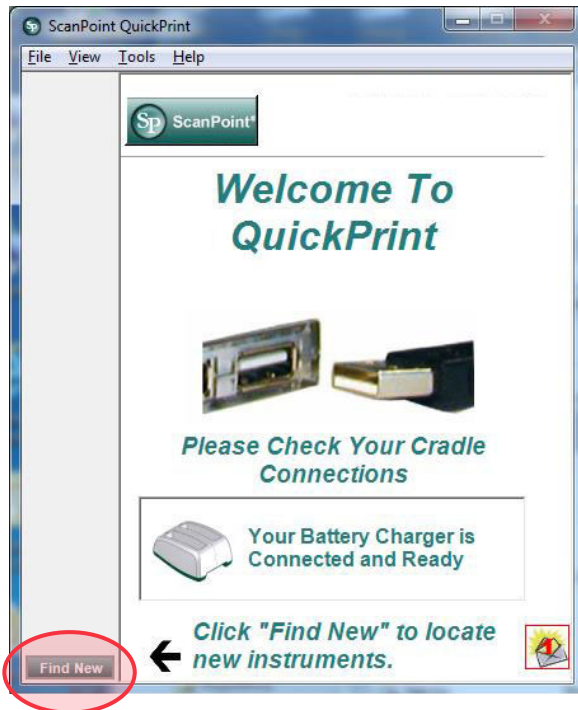 ScanPoint QuickPrint
File View Tools Help
Sp ScanPoint®
Welcome To
QuickPrint
Please Check Your Cradle
Connections
Your Battery Charger is
Connected and Ready
Click "Find New" to locate
new instruments.
Find New